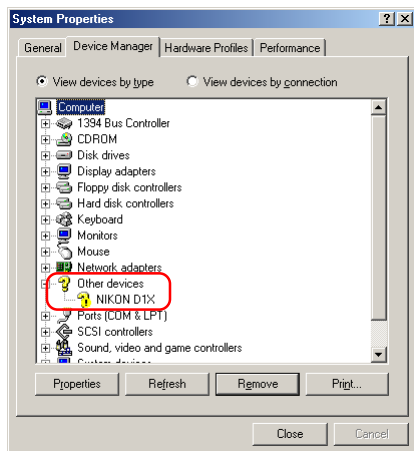 System Properties
General Device Manager Hardware Profiles Performance
View devices by type View devices by connection
Computer
1394 Bus Controller
CDROM
Disk drives
Display adapters
Floppy disk controllers
Hard disk controllers
Keyboard
Monitors
Mouse
Network adapters
Other devices
NIKON D1X
Ports (COM & LPT)
SCSI controllers
Sound, video and game controllers
System devices
Properties Refresh Remove Print...
Close Cancel